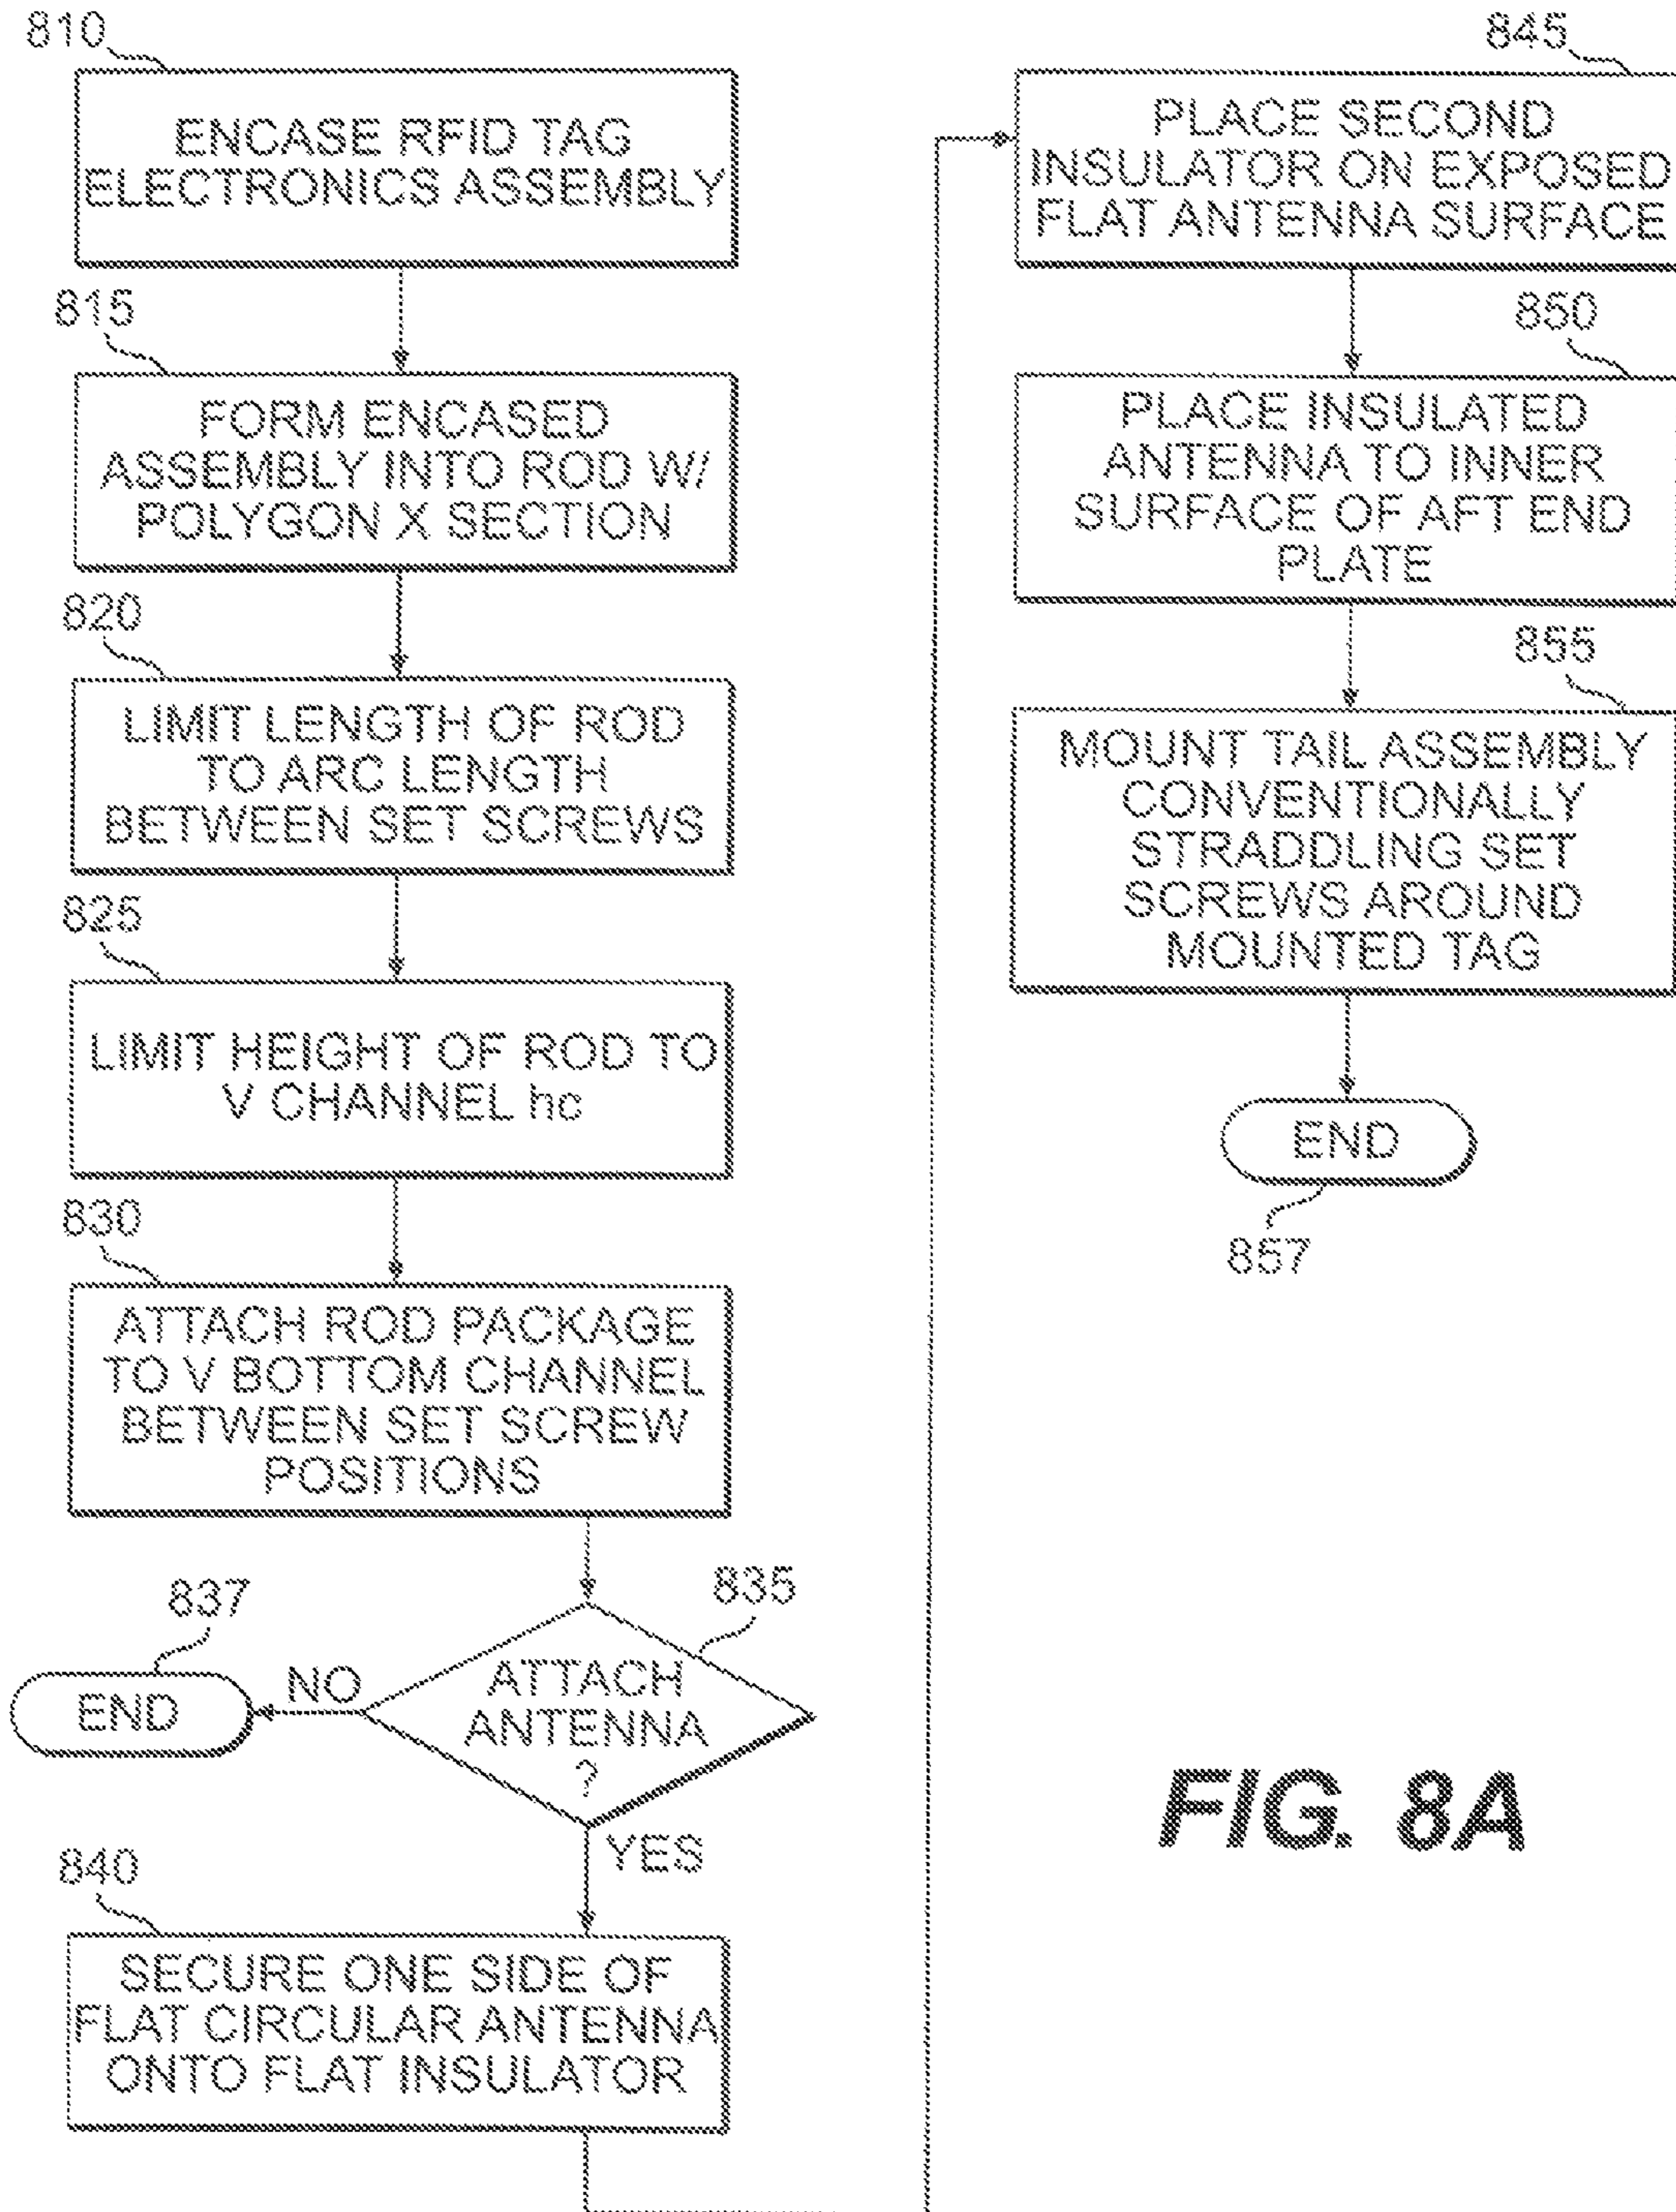 810
ENCASE RFID TAG
ELECTRONICS ASSEMBLY
815
FORM ENCASED
ASSEMBLY INTO ROD W/
POLYGON X SECTION
820
LIMIT LENGTH OF ROD
TO ARC LENGTH
BETWEEN SET SCREWS
825
LIMIT HEIGHT OF ROD TO
V CHANNEL hc
830
ATTACH ROD PACKAGE
TO V BOTTOM CHANNEL
BETWEEN SET SCREW
POSITIONS
835
ATTACH
ANTENNA
?
NO
837
END
YES
840
SECURE ONE SIDE OF
FLAT CIRCULAR ANTENNA
ONTO FLAT INSULATOR
845
PLACE SECOND
INSULATOR ON EXPOSED
FLAT ANTENNA SURFACE
850
PLACE INSULATED
ANTENNA TO INNER
SURFACE OF AFT END
PLATE
855
MOUNT TAIL ASSEMBLY
CONVENTIONALLY
STRADDLING SET
SCREWS AROUND
MOUNTED TAG
END
857
FIG. 8A